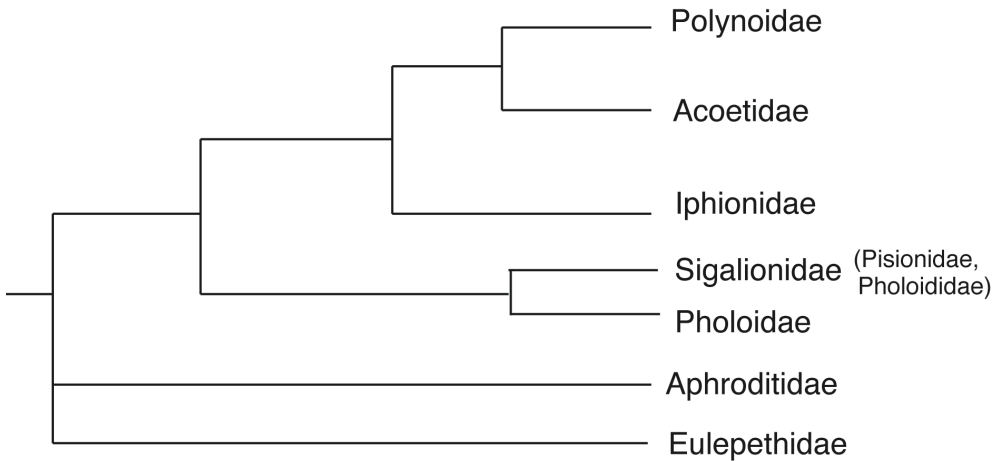 Polynoidae
Acoetidae
Iphionidae
Sigalionidae (Pisionidae,
Pholoididae)
Pholoidae
Aphroditidae
Eulepethidae